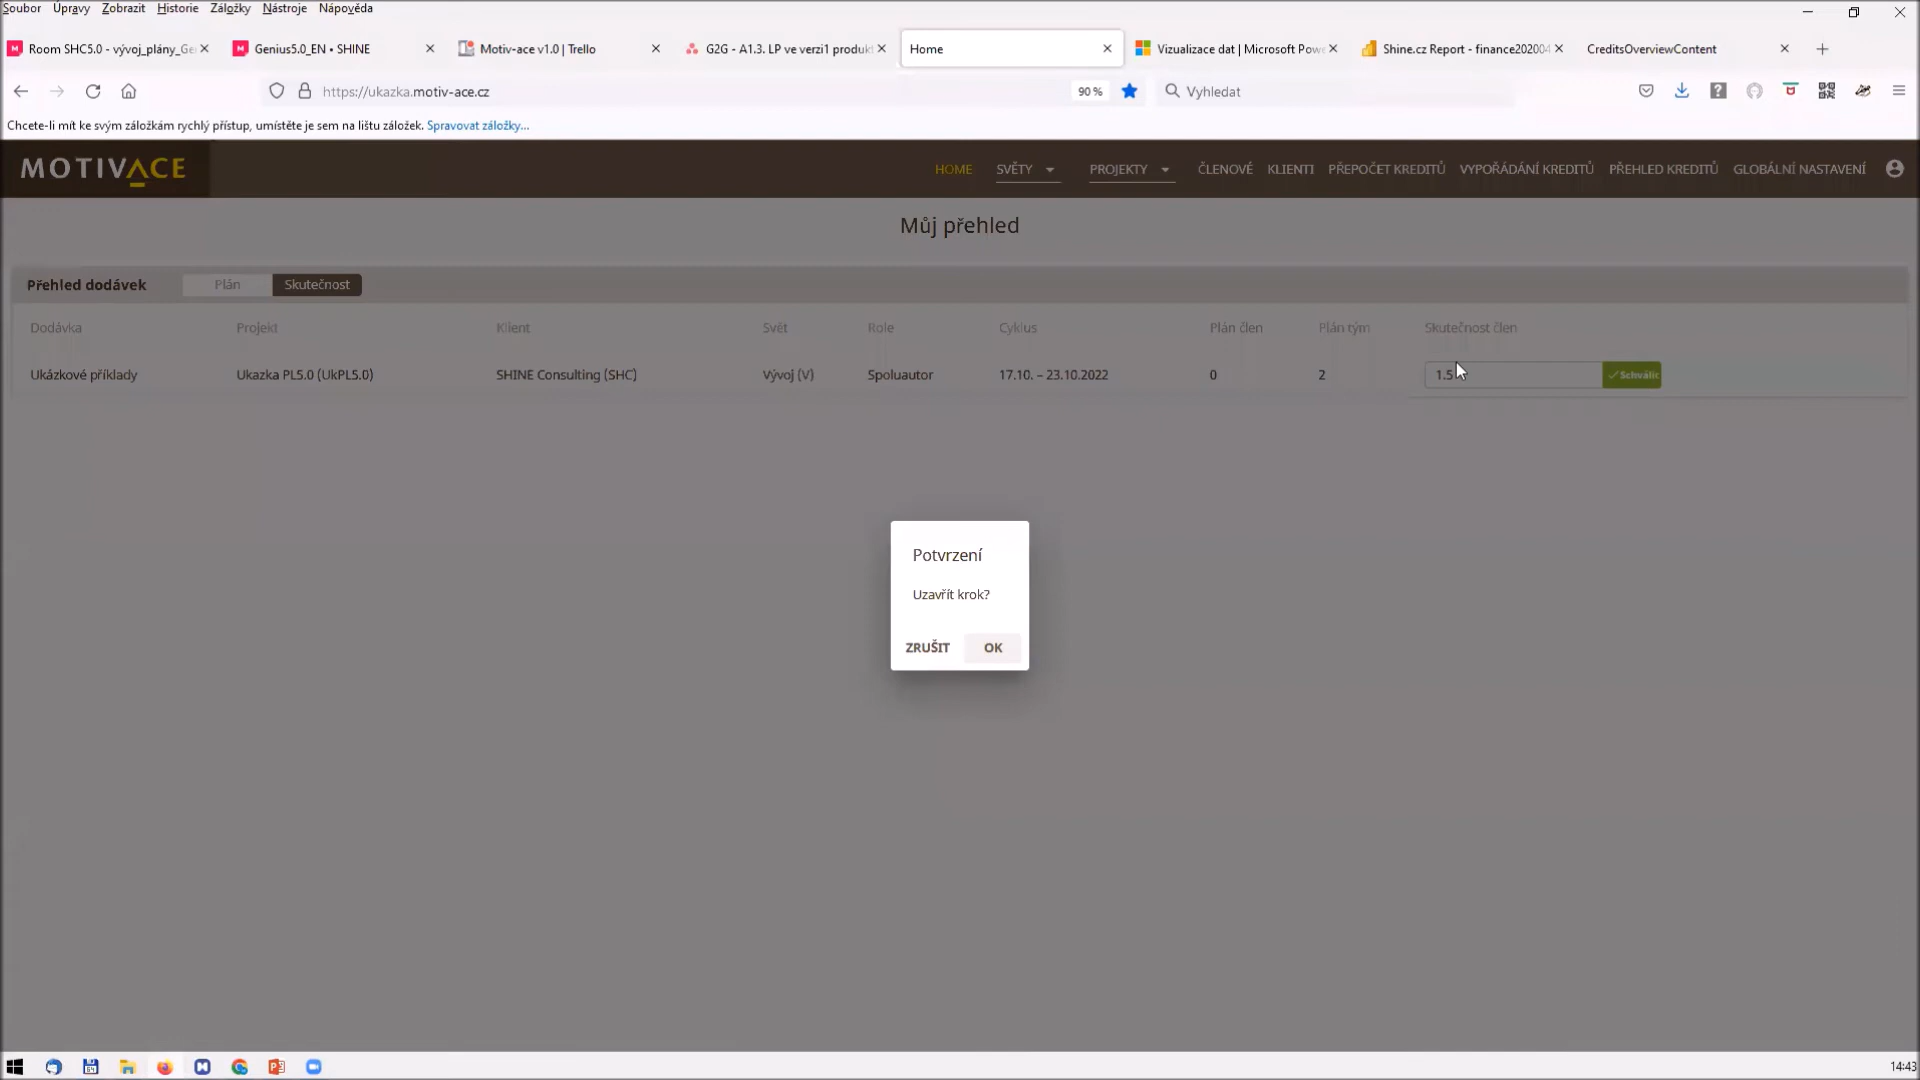 Soubor Úpravy Zobrazit Historie Záložky Nástroje Nápověda
Room SHC5.0 - vývoj_plány_Ge
Genius5.0_EN • SHINE
Motiv-ace v1.0 | Trello
G2G - A1.3. LP ve verzi1 produkt
Home
Vizualizace dat | Microsoft Powe
Shine.cz Report - finance202004
CreditsOverviewContent
https://ukazka.motiv-ace.cz
90 %
Vyhledat
Chcete-li mít ke svým záložkám rychlý přístup, umístěte je sem na lištu záložek. Spravovat záložky...
MOTIVACE
HOME SVĚTY PROJEKTY ČLENOVÉ KLIENTI PŘEPOČET KREDITŮ VYPOŘÁDÁNÍ KREDITŮ PŘEHLED KREDITŮ GLOBÁLNÍ NASTAVENÍ
Můj přehled
Přehled dodávek Plán Skutečnost
Dodávka Projekt Klient Svět Role Cyklus Plán člen Plán tým Skutečnost člen
Ukázkové příklady Ukazka PL5.0 (UkPL5.0) SHINE Consulting (SHC) Vývoj (V) Spoluautor 17.10. – 23.10.2022 0 2 1.5 Schválit
Potvrzení
Uzavřít krok?
ZRUŠIT OK
14:43